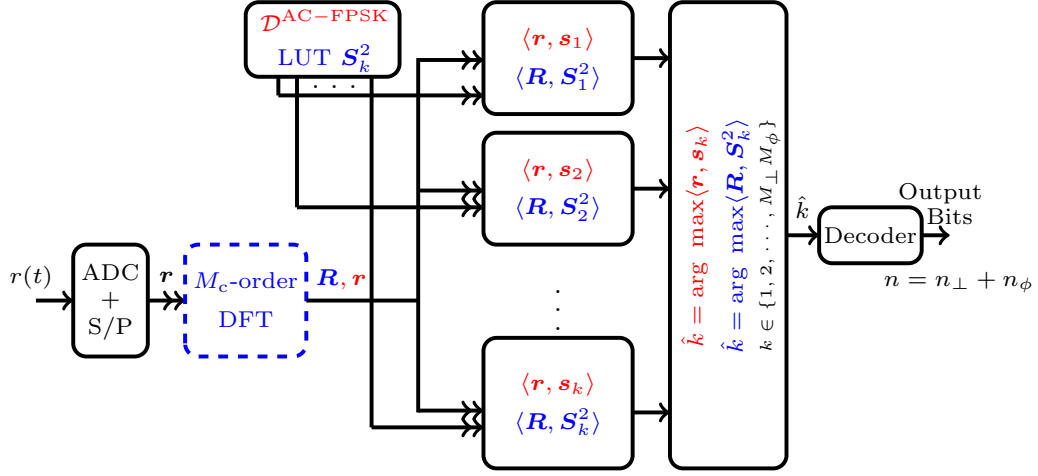 𝒟^{AC−FPSK}
LUT S_k^2
. . .
⟨r, s_1⟩
⟨R, S_1^2⟩
⟨r, s_2⟩
⟨R, S_2^2⟩
. . .
⟨r, s_k⟩
⟨R, S_k^2⟩
r(t)
ADC
+
S/P
r
M_c-order
DFT
R, r
k̂ = arg max⟨r, s_k⟩
k̂ = arg max⟨R, S_k^2⟩
k ∈ {1, 2, . . . , M_⊥M_ϕ}
k̂
Decoder
Output
Bits
n = n_⊥ + n_ϕ